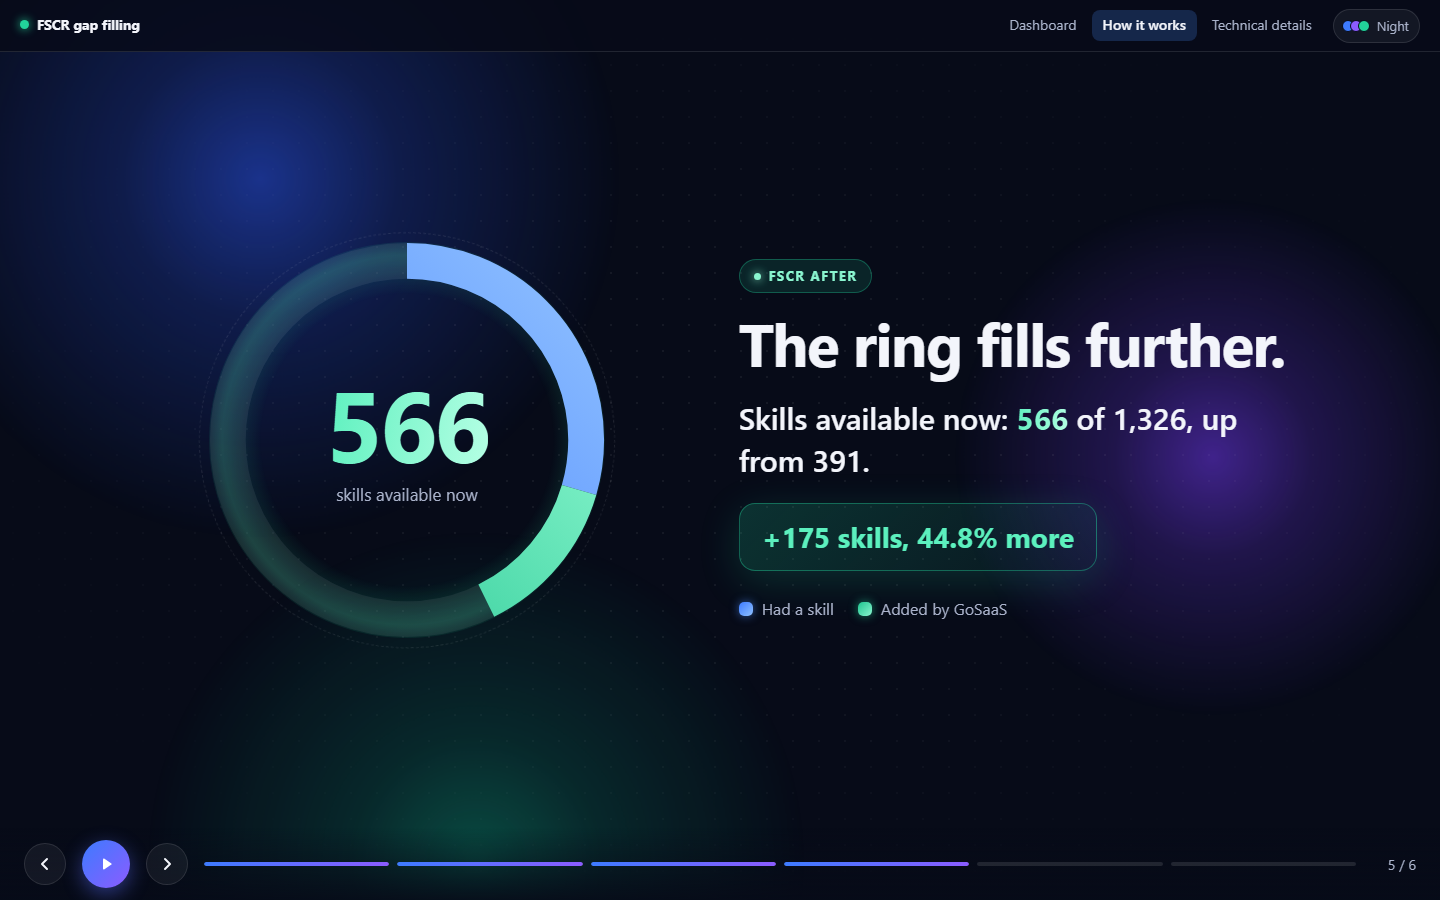 FSCR gap filling
Dashboard
How it works
Technical details
Night
566
skills available now
FSCR AFTER
The ring fills further.
Skills available now: 566 of 1,326, up
from 391.
+175 skills, 44.8% more
Had a skill
Added by GoSaaS
5 / 6